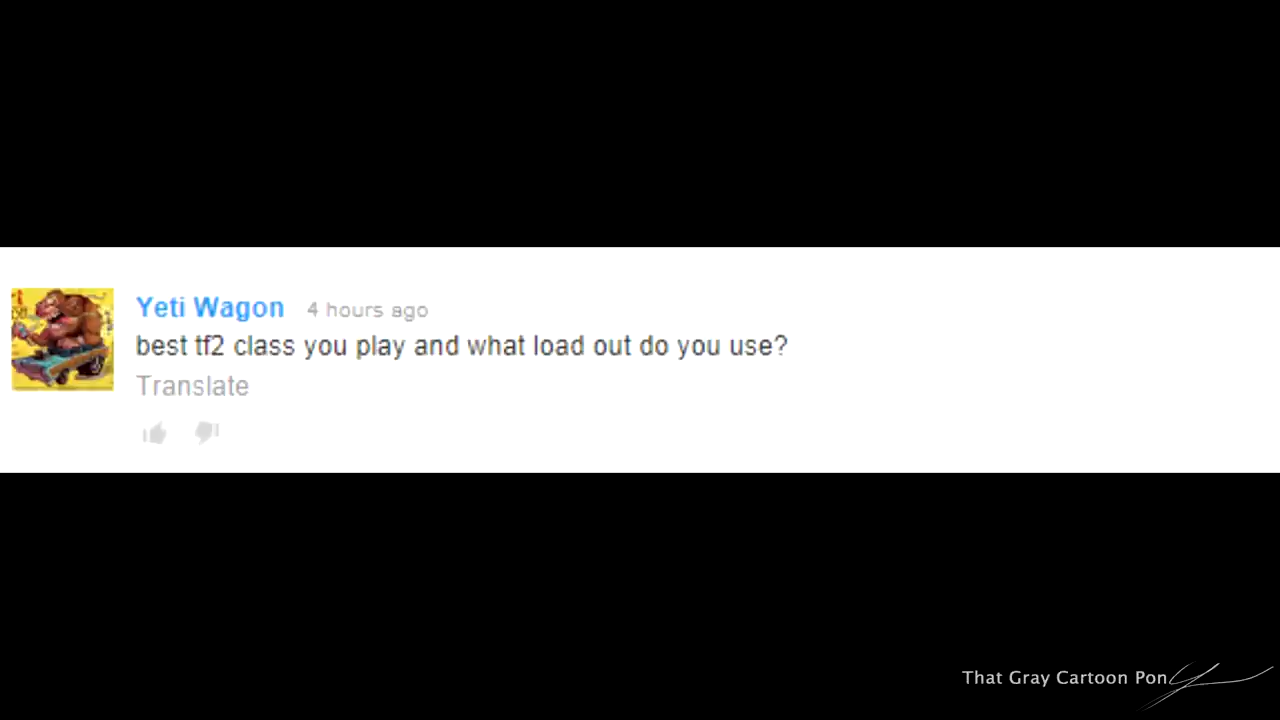 Yeti Wagon 4 hours ago
best tf2 class you play and what load out do you use?
Translate
That Gray Cartoon Pony